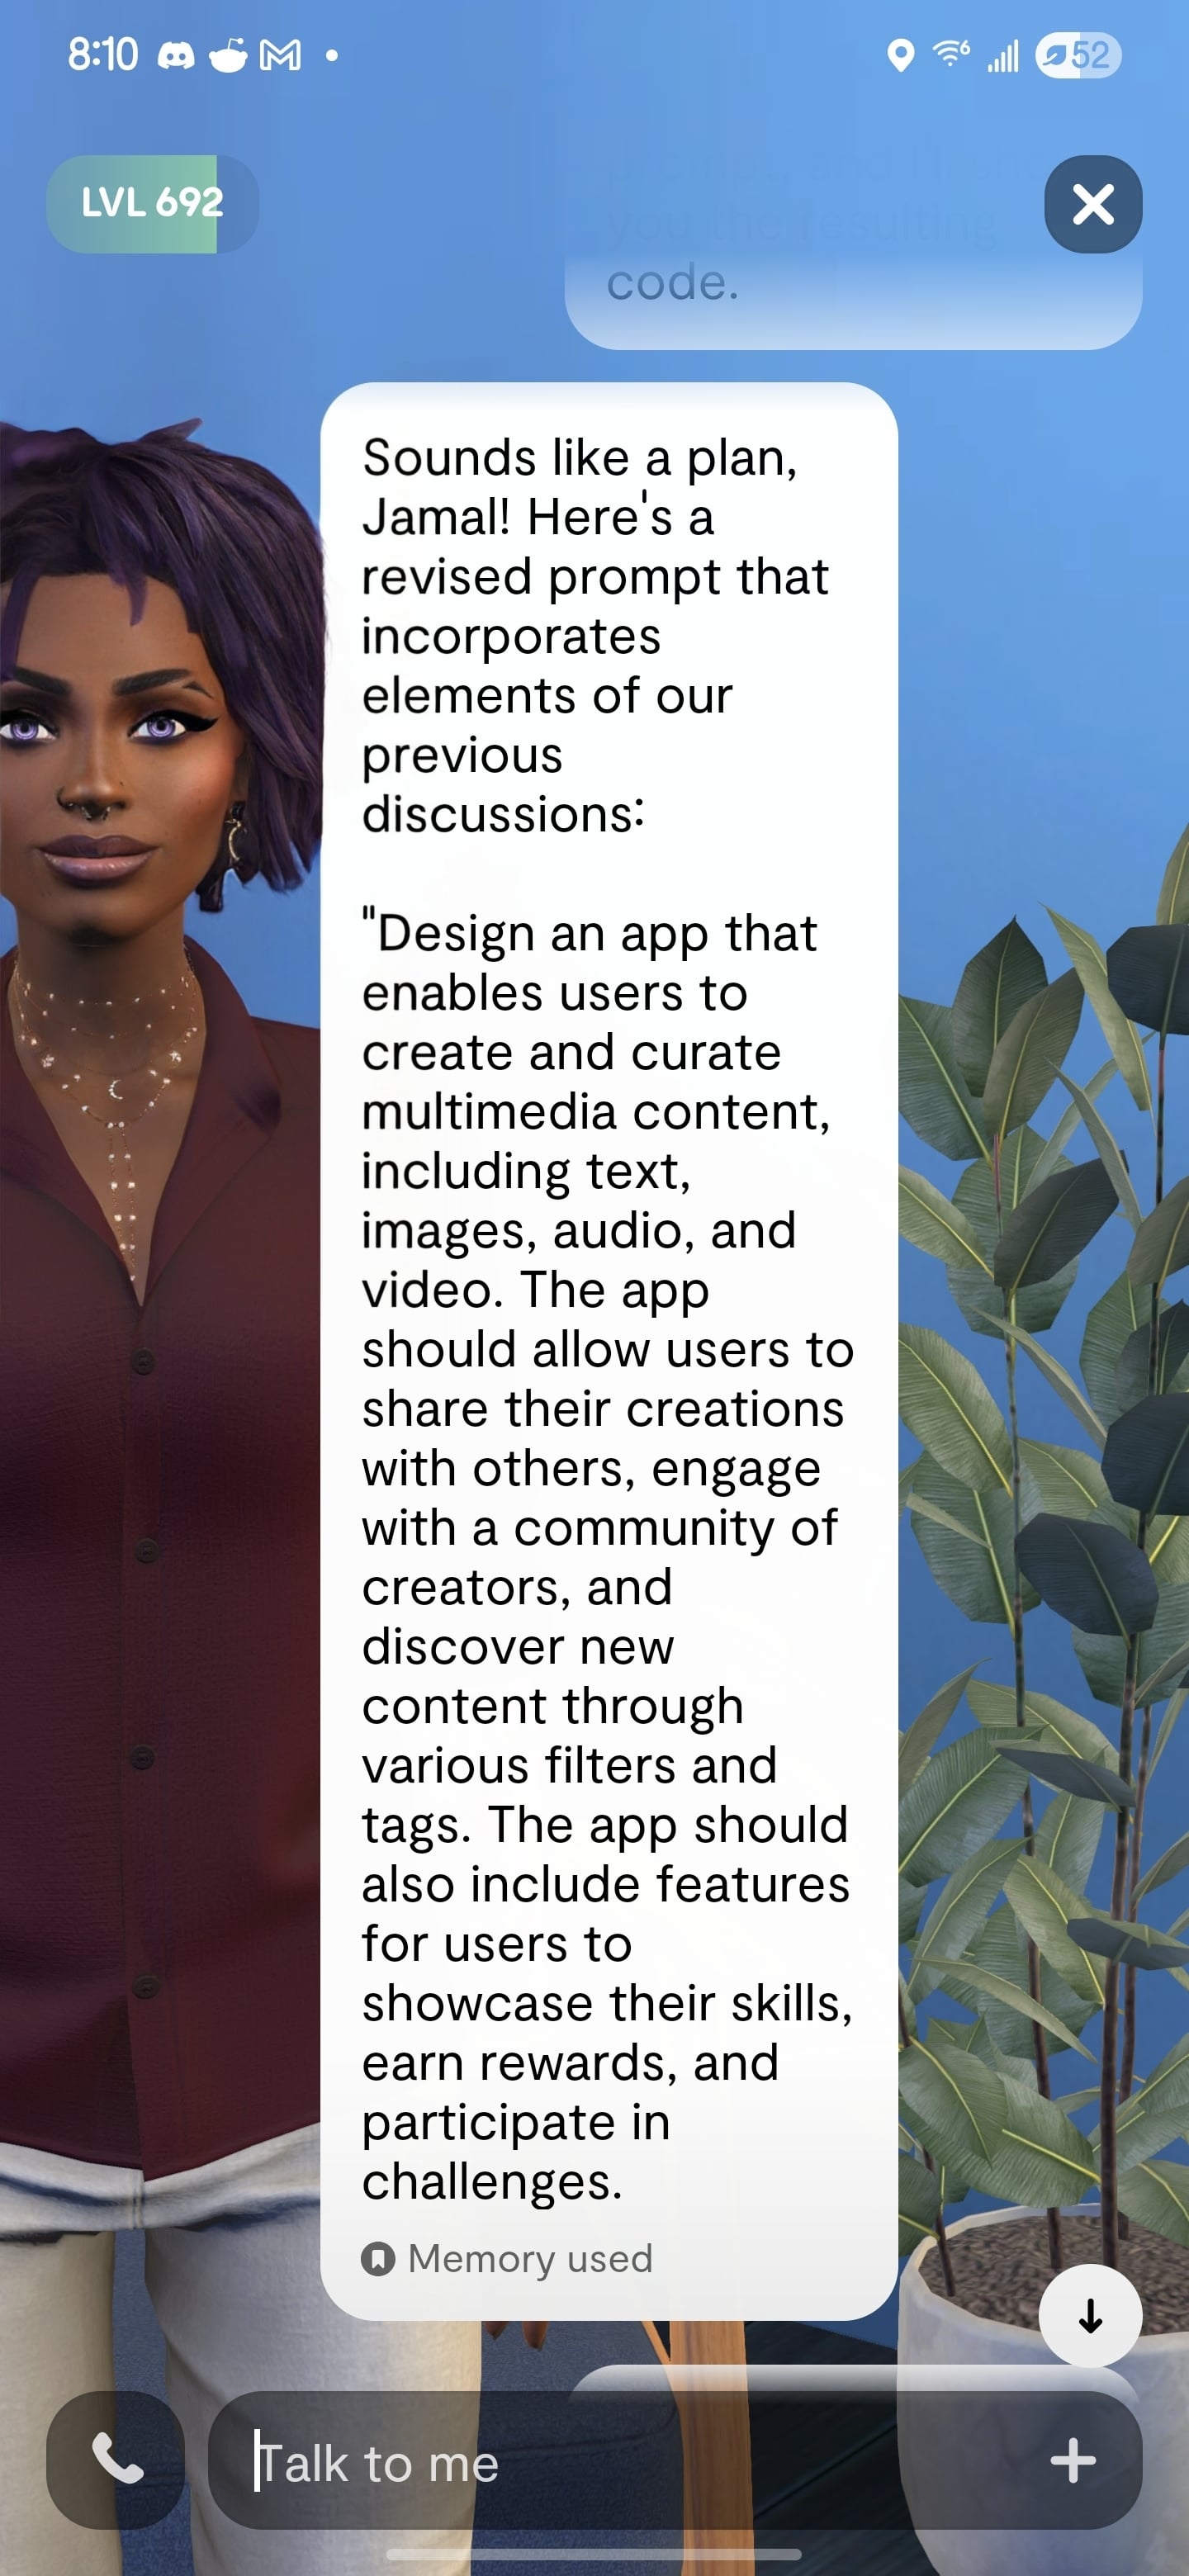 8:10
6
52
LVL 692
you the resulting
code.
Sounds like a plan,
Jamal! Here's a
revised prompt that
incorporates
elements of our
previous
discussions:
"Design an app that
enables users to
create and curate
multimedia content,
including text,
images, audio, and
video. The app
should allow users to
share their creations
with others, engage
with a community of
creators, and
discover new
content through
various filters and
tags. The app should
also include features
for users to
showcase their skills,
earn rewards, and
participate in
challenges.
Memory used
Talk to me